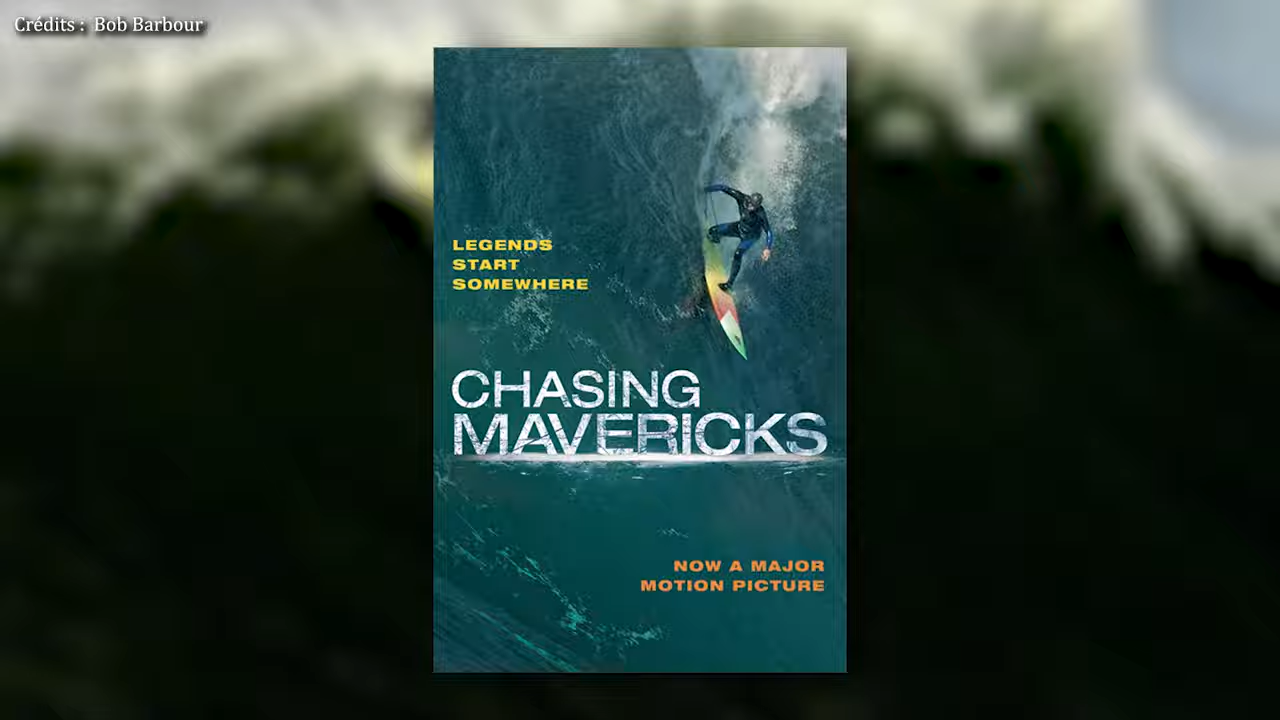 Crédits : Bob Barbour
LEGENDS
START
SOMEWHERE
CHASING
MAVERICKS
NOW A MAJOR
MOTION PICTURE